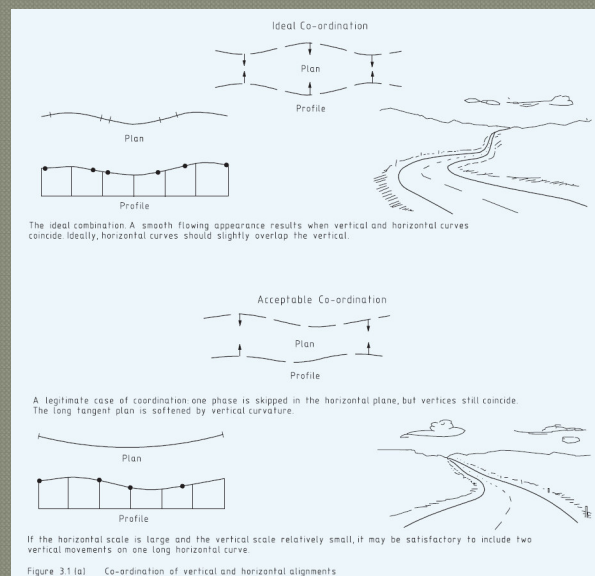 Ideal Co-ordination
Plan
Profile
Plan
Profile
The ideal combination. A smooth flowing appearance results when vertical and horizontal curves
coincide. Ideally, horizontal curves should slightly overlap the vertical.
Acceptable Co-ordination
Plan
Profile
A legitimate case of coordination: one phase is skipped in the horizontal plane, but vertices still coincide.
The long tangent plan is softened by vertical curvature.
Plan
Profile
If the horizontal scale is large and the vertical scale relatively small, it may be satisfactory to include two
vertical movements on one long horizontal curve.
Figure 3.1 (a) Co-ordination of vertical and horizontal alignments